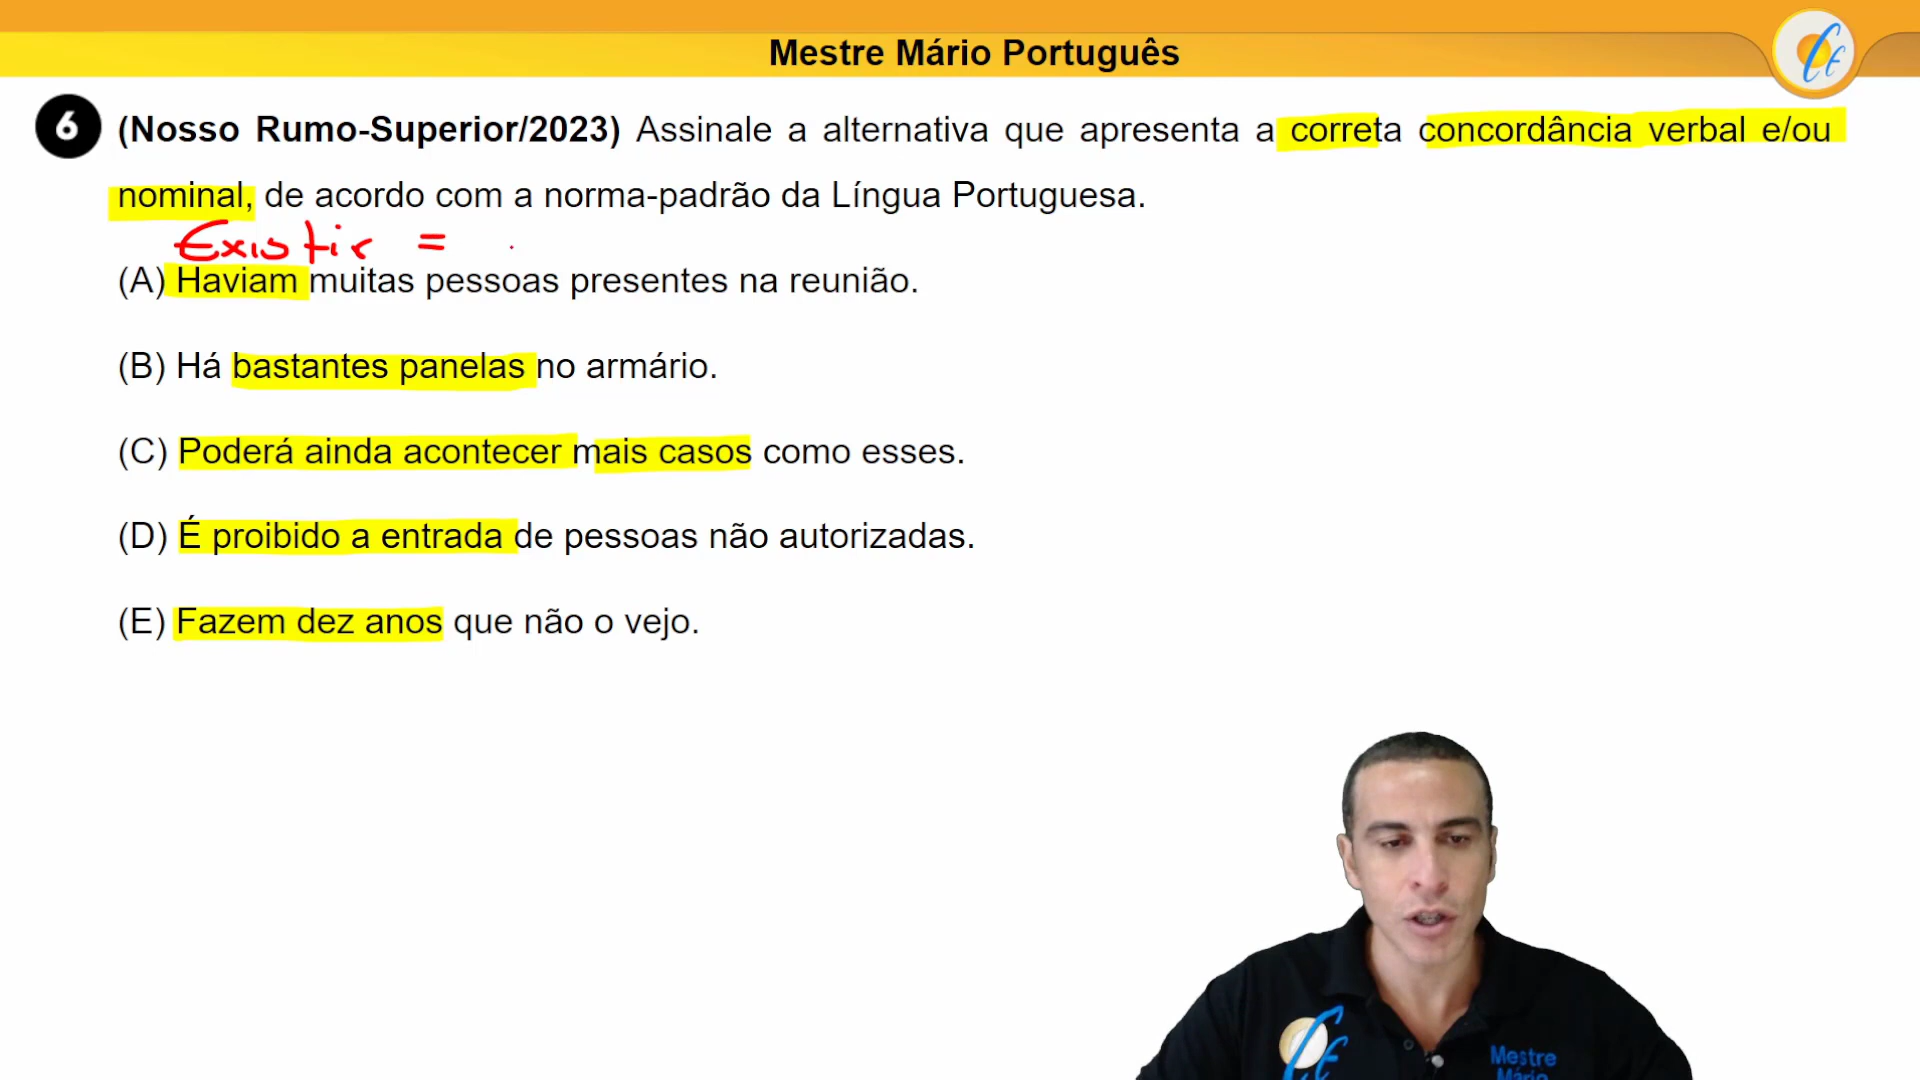 Mestre Mário Português
6 (Nosso Rumo-Superior/2023) Assinale a alternativa que apresenta a correta concordância verbal e/ou
nominal, de acordo com a norma-padrão da Língua Portuguesa.
Existir =
(A) Haviam muitas pessoas presentes na reunião.
(B) Há bastantes panelas no armário.
(C) Poderá ainda acontecer mais casos como esses.
(D) É proibido a entrada de pessoas não autorizadas.
(E) Fazem dez anos que não o vejo.
Mestre
Mário